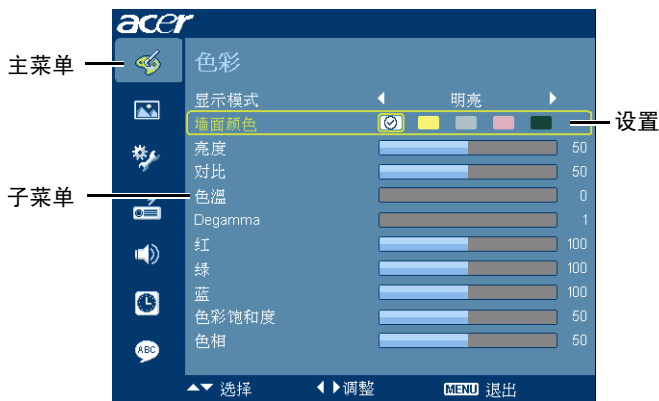 acer
主菜单
色彩
显示模式 明亮
墙面颜色
设置
亮度 50
对比 50
子菜单
色温 0
Degamma 1
红 100
绿 100
蓝 100
色彩饱和度 50
色相 50
ABC
选择 调整 MENU 退出